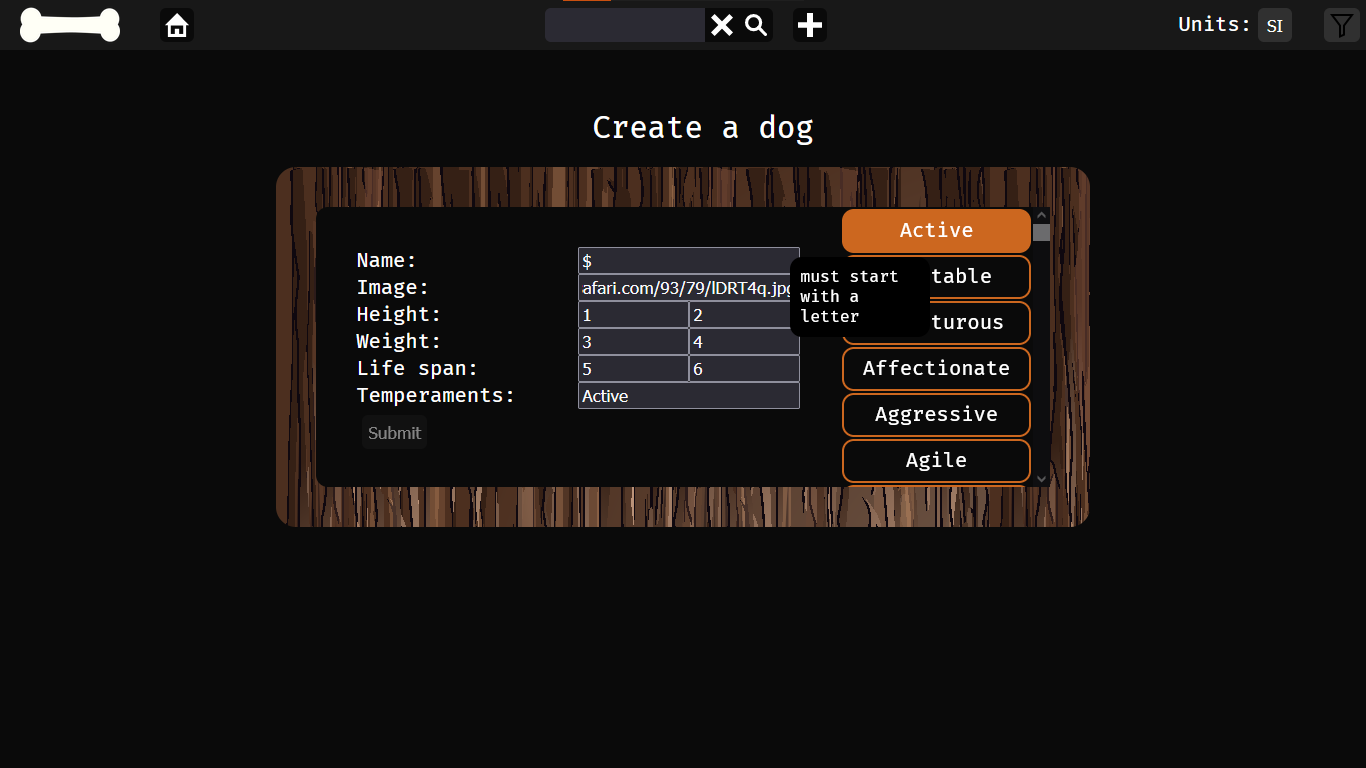 Units: SI
Create a dog
Name: $
Image: afari.com/93/79/lDRT4q.jpg
Height: 1 2
Weight: 3 4
Life span: 5 6
Temperaments: Active
Submit
must start
with a
letter
Active
table
turous
Affectionate
Aggressive
Agile